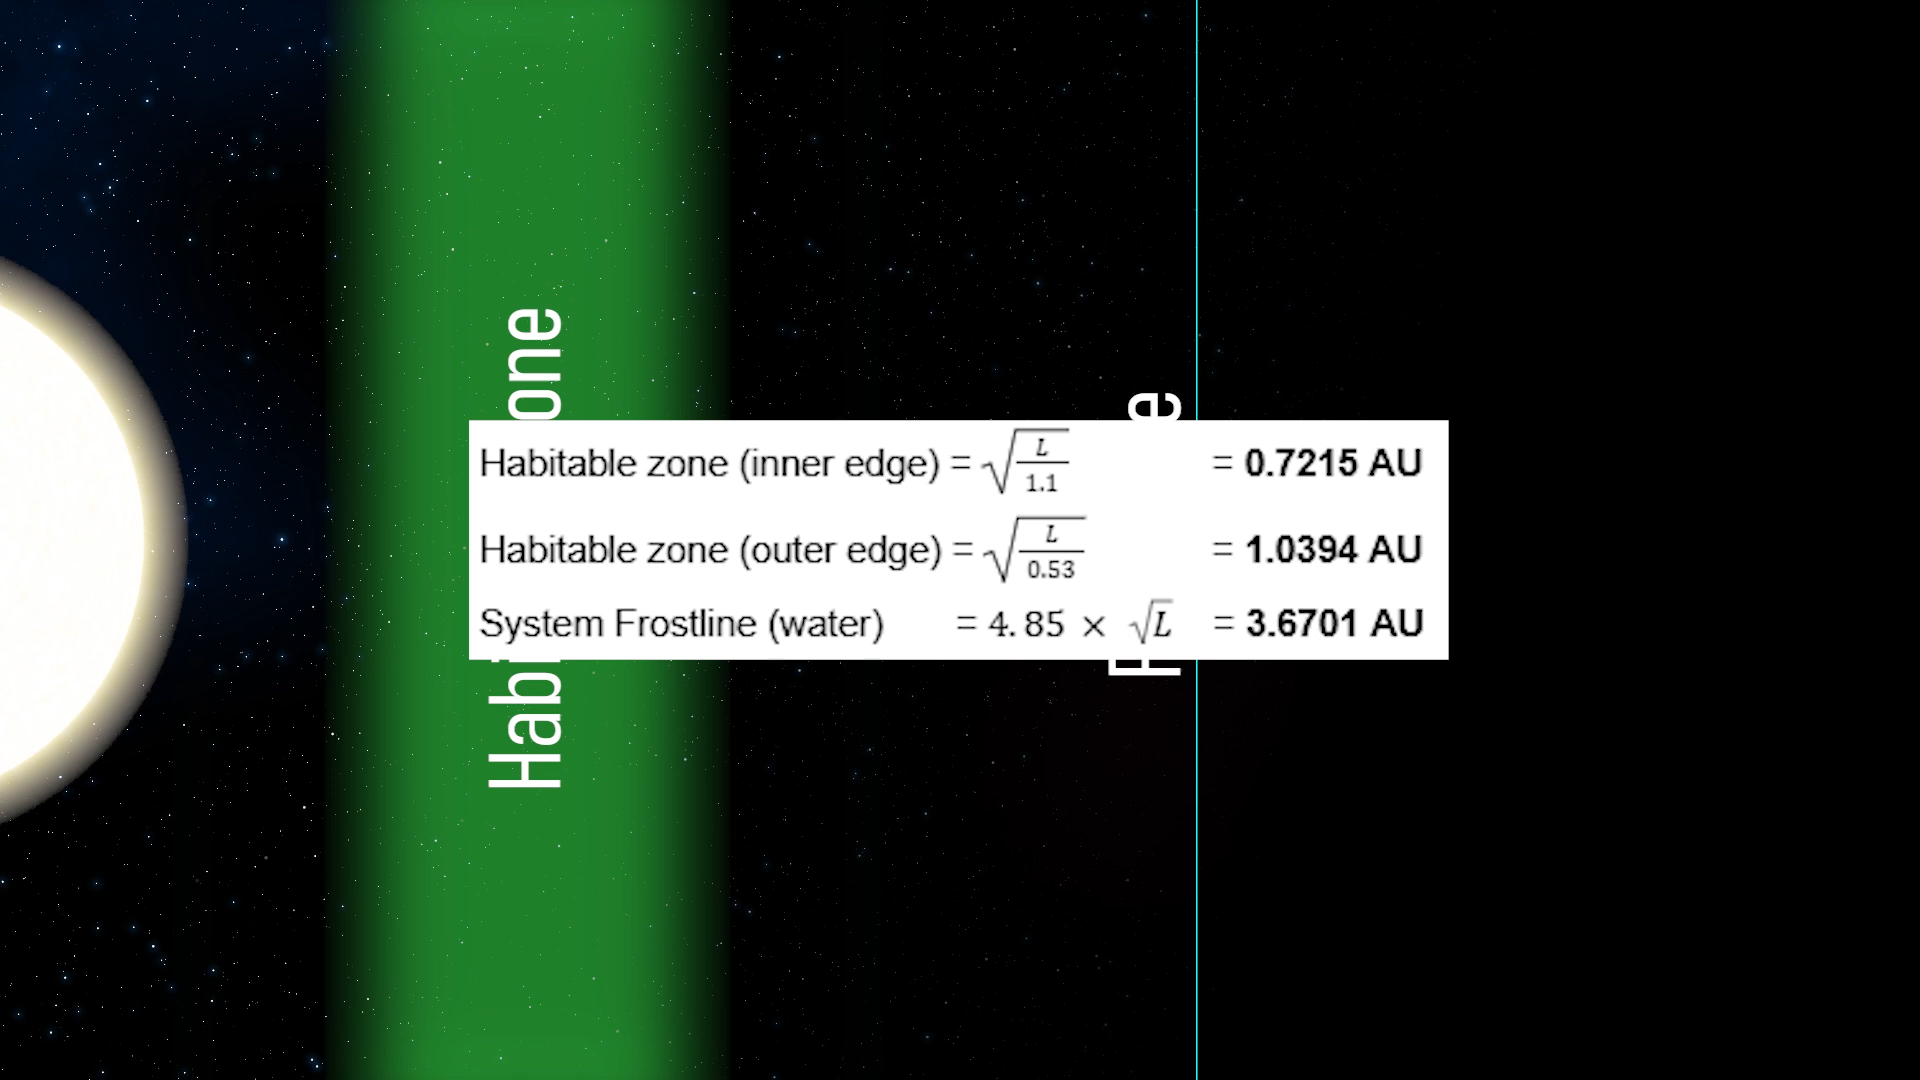 Habitable zone (inner edge) = √(L/1.1) = 0.7215 AU
Habitable zone (outer edge) = √(L/0.53) = 1.0394 AU
System Frostline (water) = 4.85 × √L = 3.6701 AU